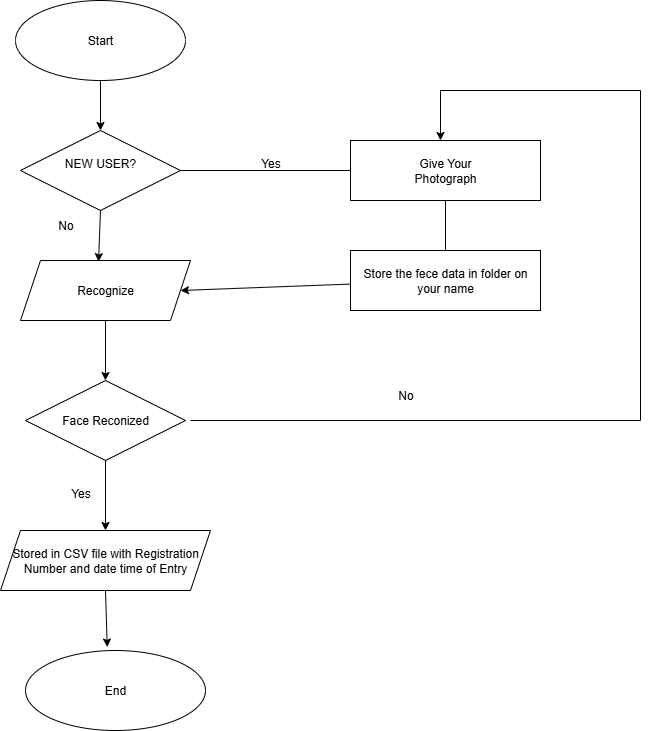 Start
NEW USER?
Yes
Give Your
Photograph
No
Recognize
Store the fece data in folder on
your name
No
Face Reconized
Yes
Stored in CSV file with Registration
Number and date time of Entry
End